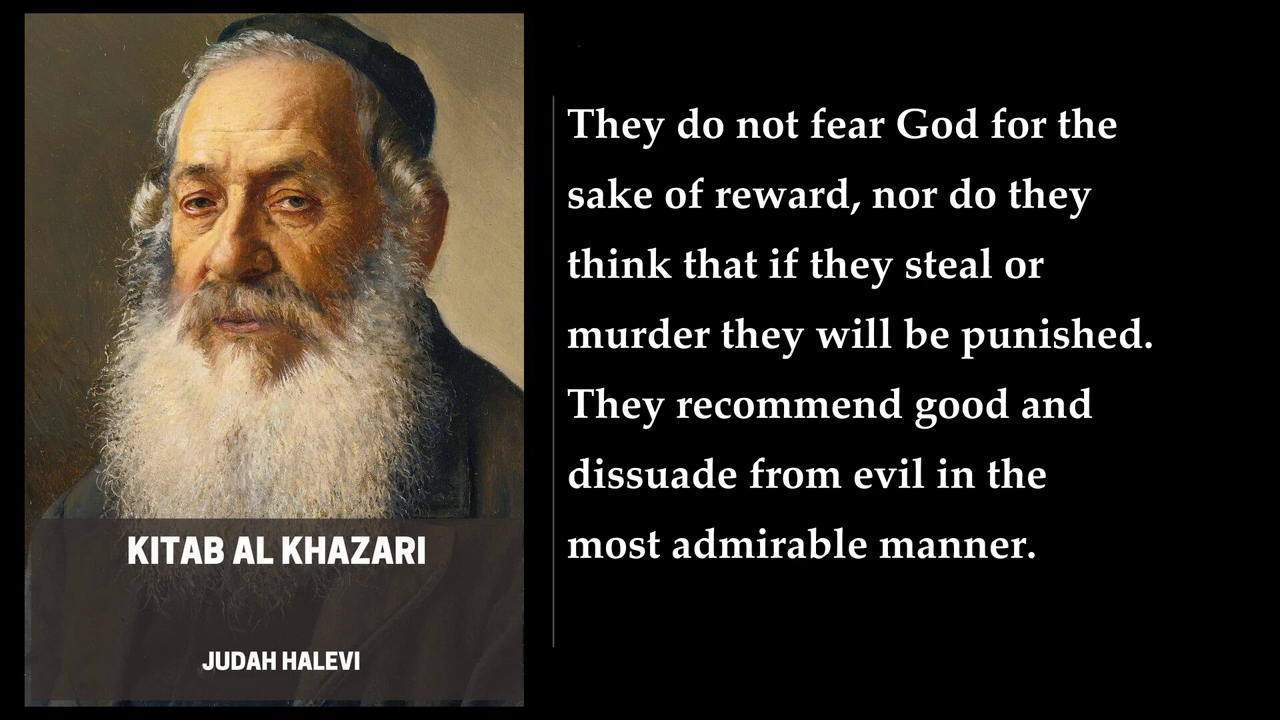 KITAB AL KHAZARI
JUDAH HALEVI
They do not fear God for the
sake of reward, nor do they
think that if they steal or
murder they will be punished.
They recommend good and
dissuade from evil in the
most admirable manner.